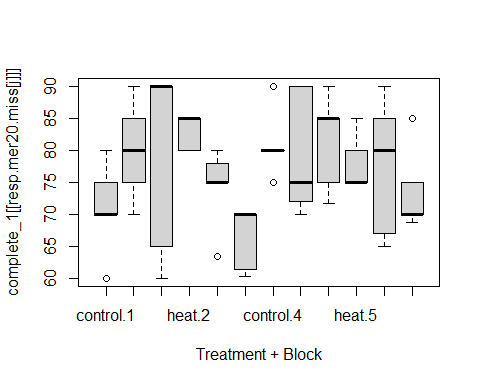 complete_1[[resp.mer20.miss[j]]]
90
85
80
75
70
65
60
control.1 heat.2 control.4 heat.5
Treatment + Block